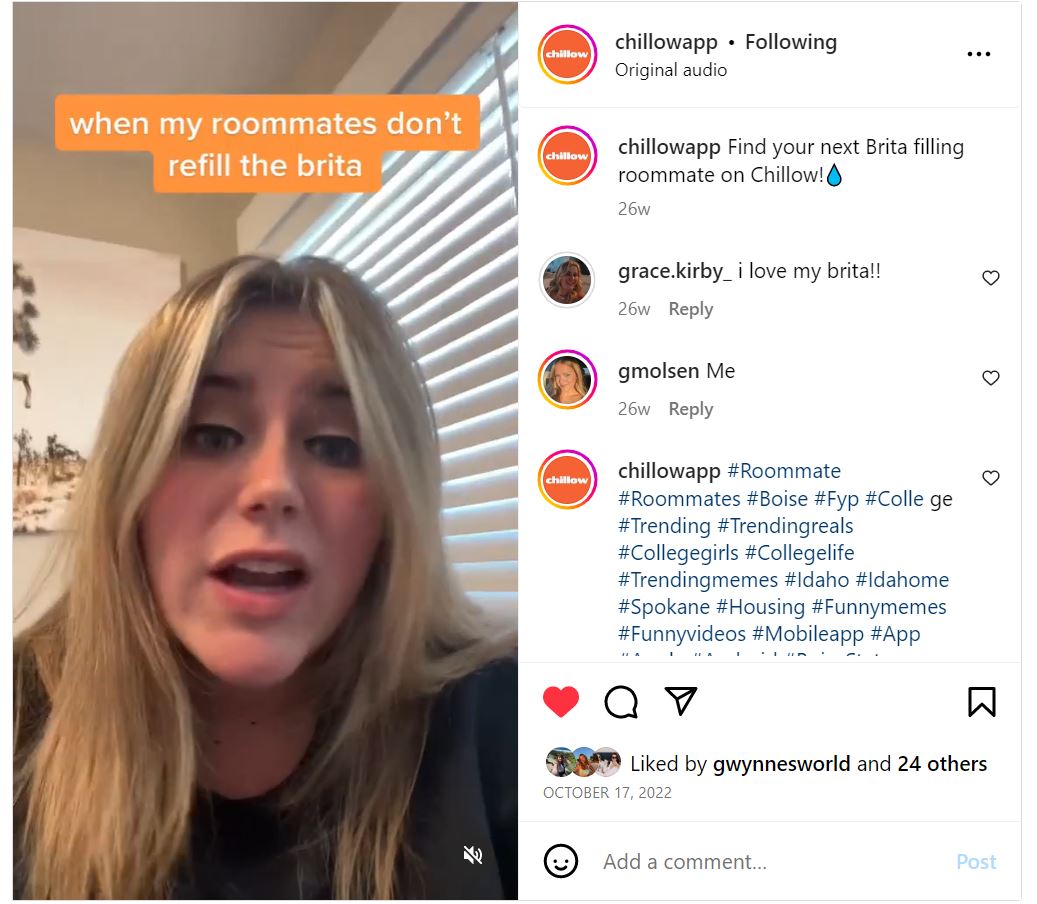 when my roommates don't
refill the brita
chillow
chillowapp • Following
Original audio
chillow
chillowapp Find your next Brita filling
roommate on Chillow!💧
26w
grace.kirby_ i love my brita!!
26w Reply
gmolsen Me
26w Reply
chillow
chillowapp #Roommate
#Roommates #Boise #Fyp #Colle ge
#Trending #Trendingreals
#Collegegirls #Collegelife
#Trendingmemes #Idaho #Idahome
#Spokane #Housing #Funnymemes
#Funnyvideos #Mobileapp #App
Liked by gwynnesworld and 24 others
OCTOBER 17, 2022
Add a comment...
Post